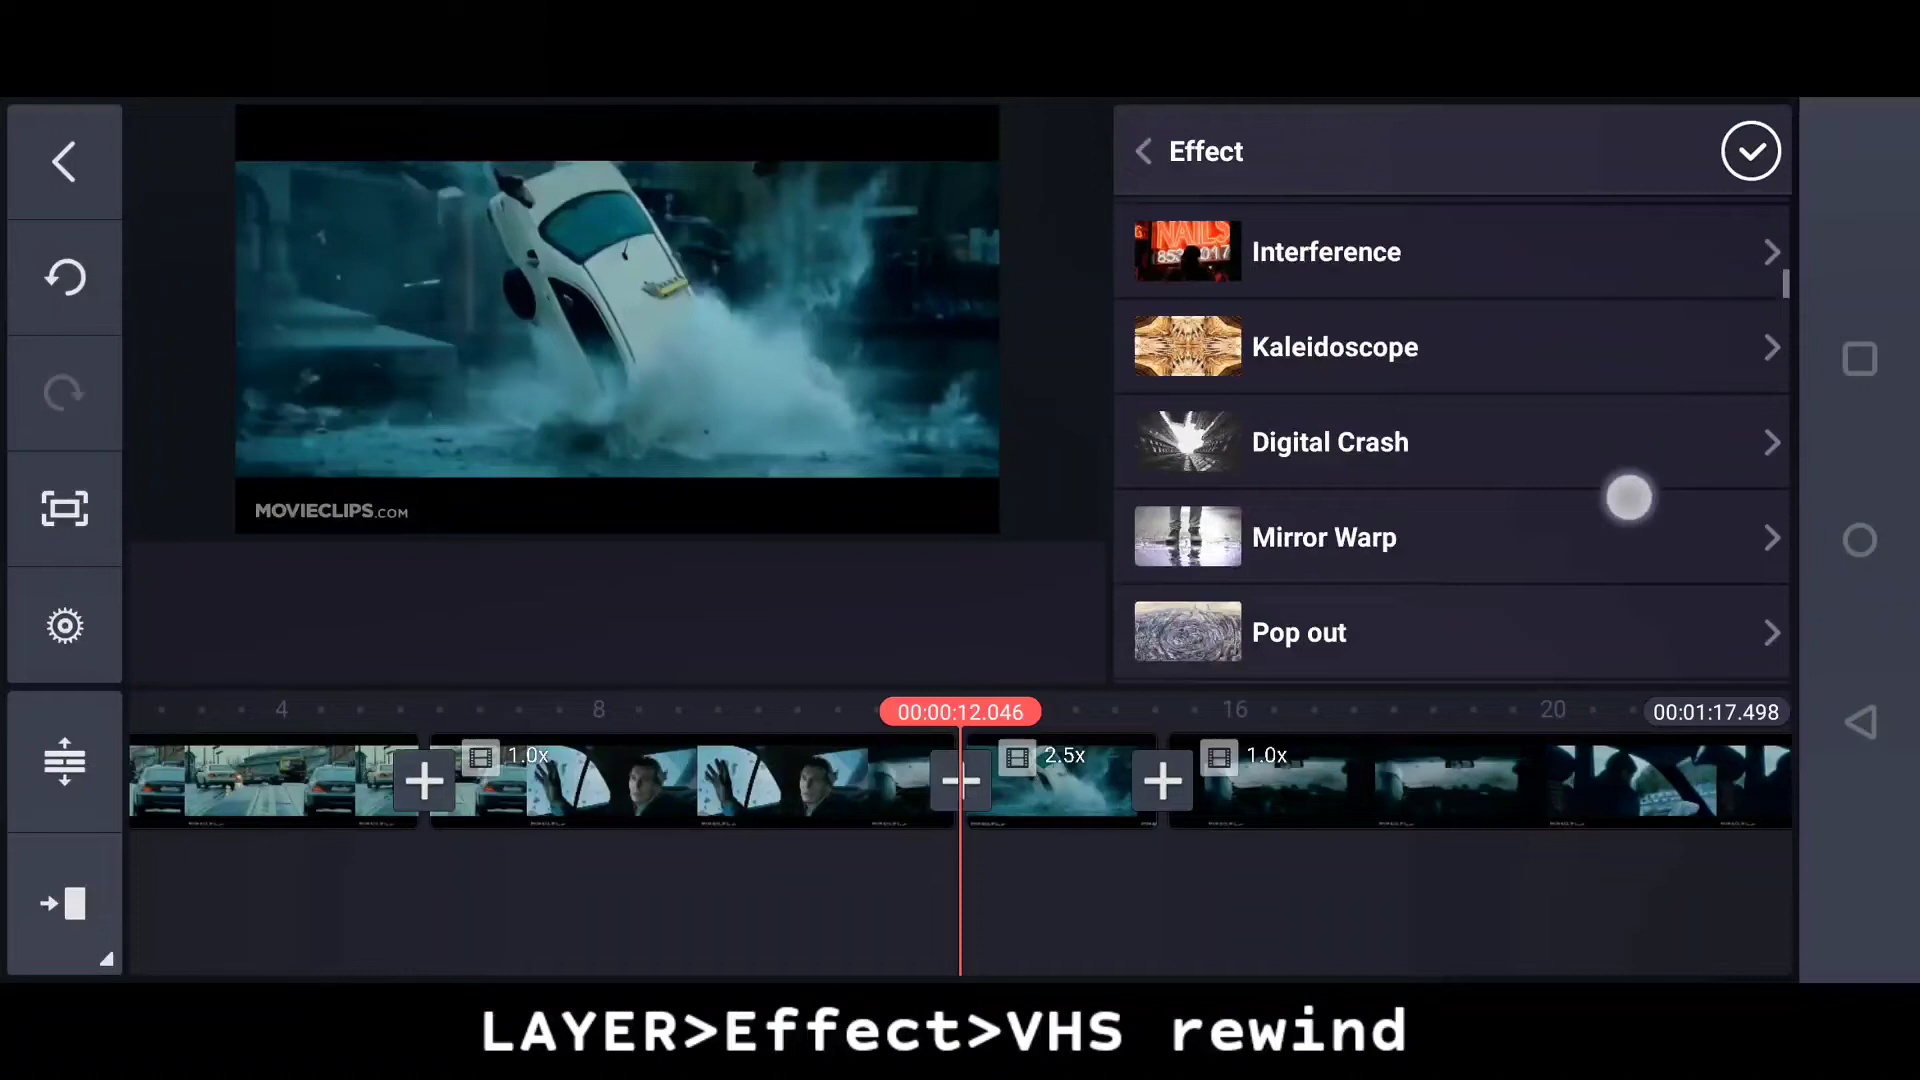 Effect
NAILS
Interference
Kaleidoscope
Digital Crash
Mirror Warp
Pop out
MOVIECLIPS.COM
4
8
00:00:12.046
16
20
00:01:17.498
1.0x
2.5x
1.0x
LAYER>Effect>VHS rewind